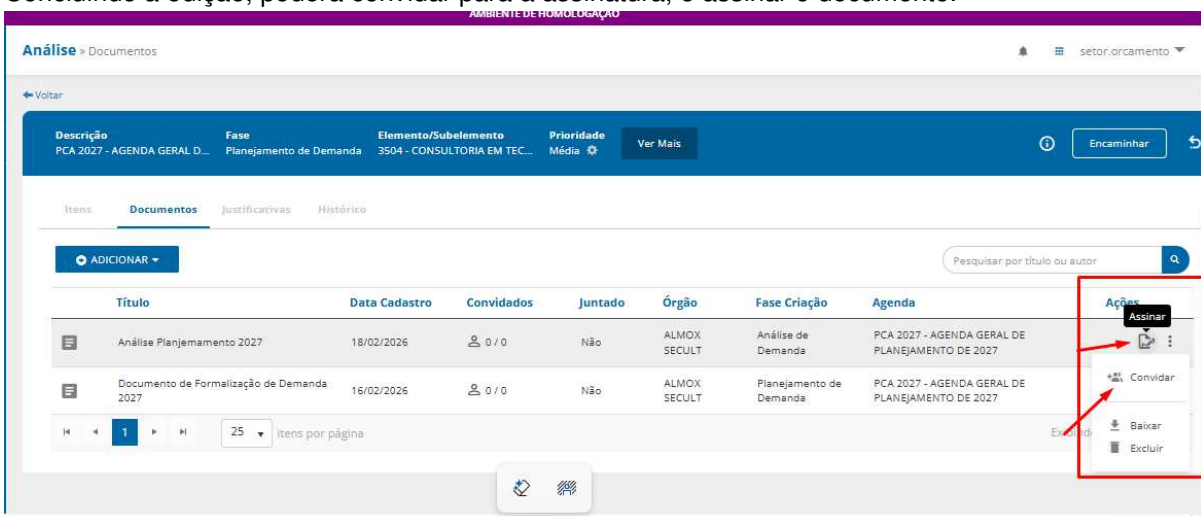 Concluindo a edição, poderá convidar para a assinatura, e assinar o documento.
AMBIENTE DE HOMOLOGAÇÃO
Análise » Documentos
setor.orcamento
Voltar
Descrição Fase Elemento/Subelemento Prioridade
PCA 2027 - AGENDA GERAL D... Planejamento de Demanda 3504 - CONSULTORIA EM TEC... Média
Ver Mais
Encaminhar
Itens Documentos Justificativas Histórico
ADICIONAR
Pesquisar por título ou autor
Título Data Cadastro Convidados Juntado Órgão Fase Criação Agenda Ações
Assinar
Análise Planjemamento 2027 18/02/2026 0 / 0 Não ALMOX SECULT Análise de Demanda PCA 2027 - AGENDA GERAL DE PLANEJAMENTO DE 2027
Documento de Formalização de Demanda 2027 16/02/2026 0 / 0 Não ALMOX SECULT Planejamento de Demanda PCA 2027 - AGENDA GERAL DE PLANEJAMENTO DE 2027
Convidar
Baixar
Excluir
1 25 itens por página